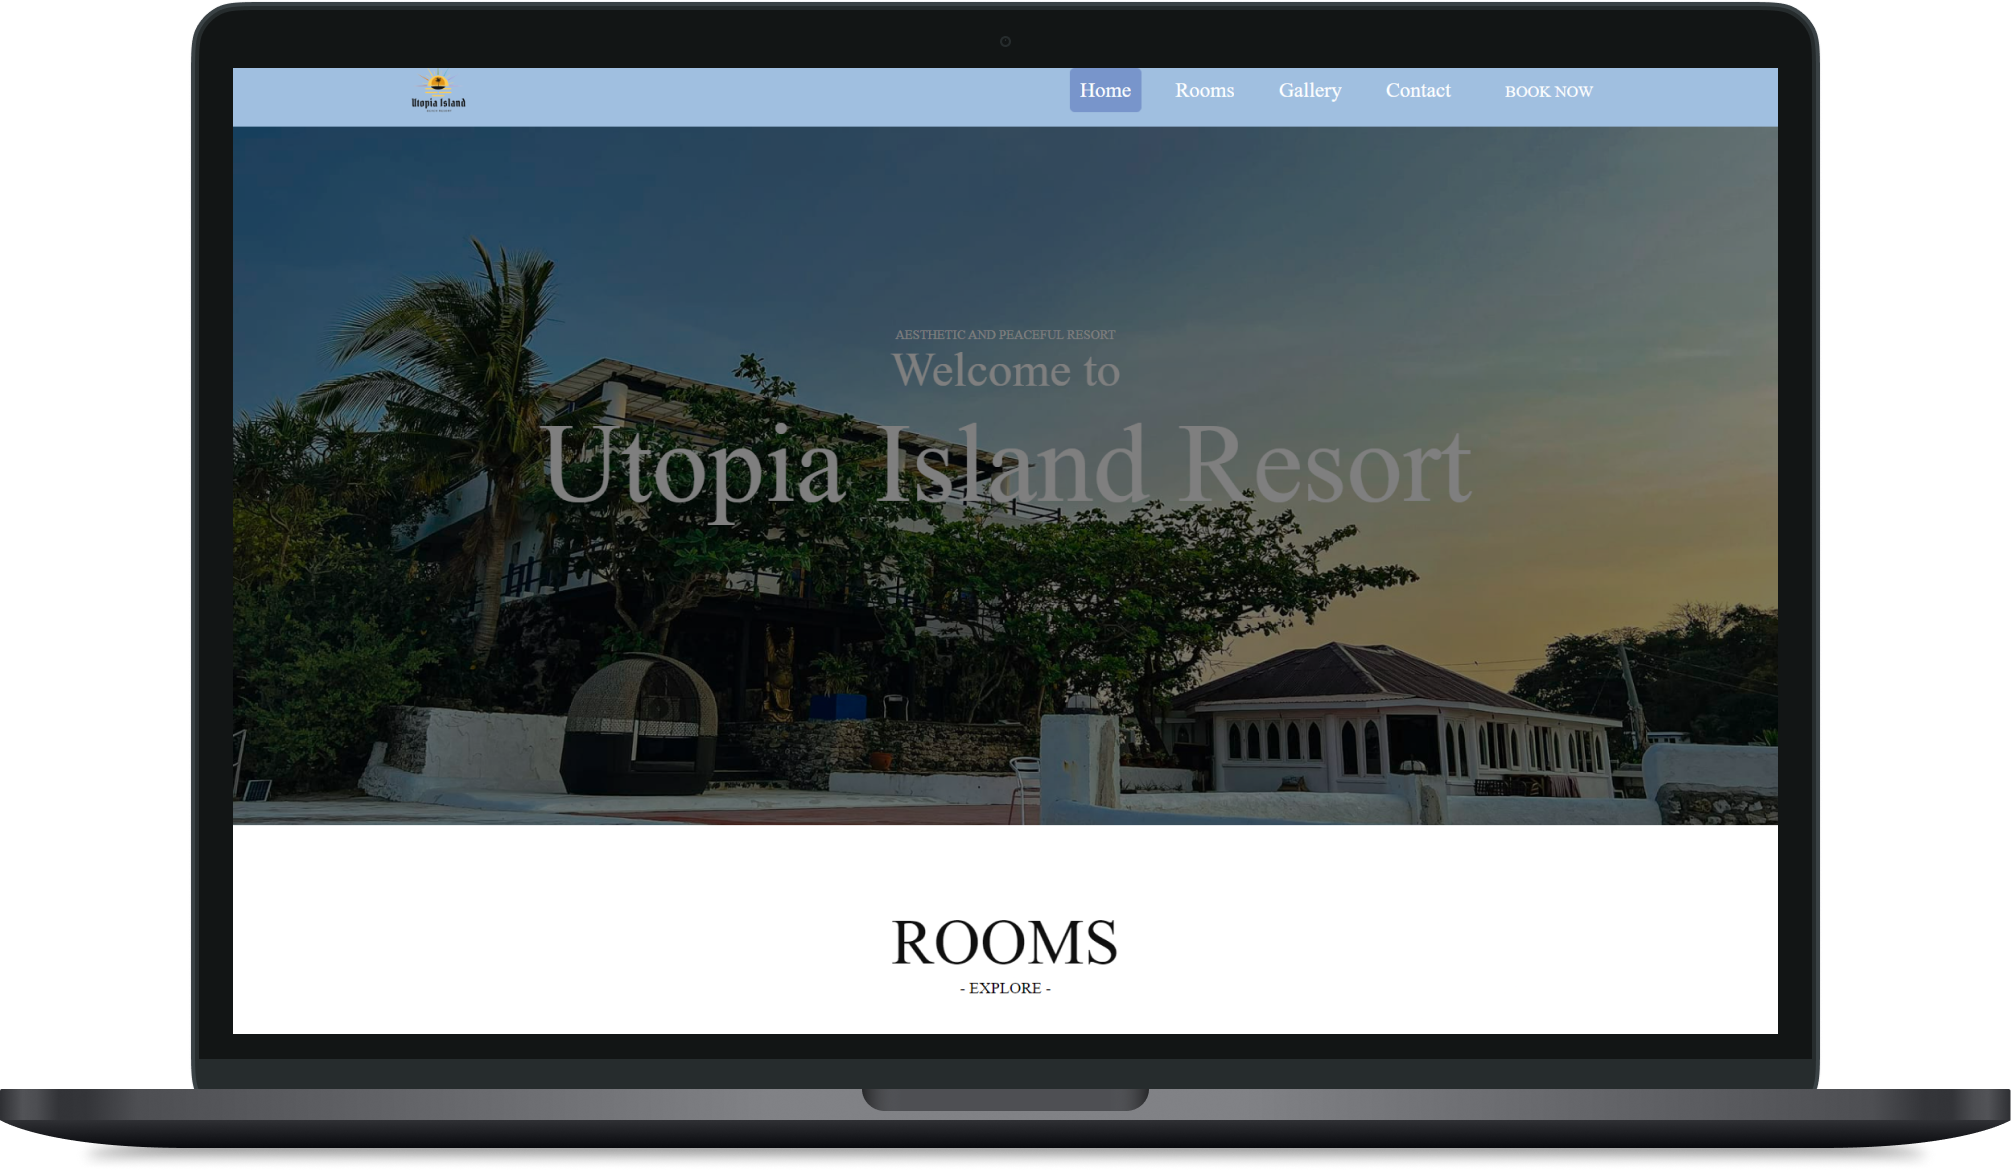 Utopia Island
Home Rooms Gallery Contact BOOK NOW
AESTHETIC AND PEACEFUL RESORT
Welcome to
Utopia Island Resort
ROOMS
- EXPLORE -